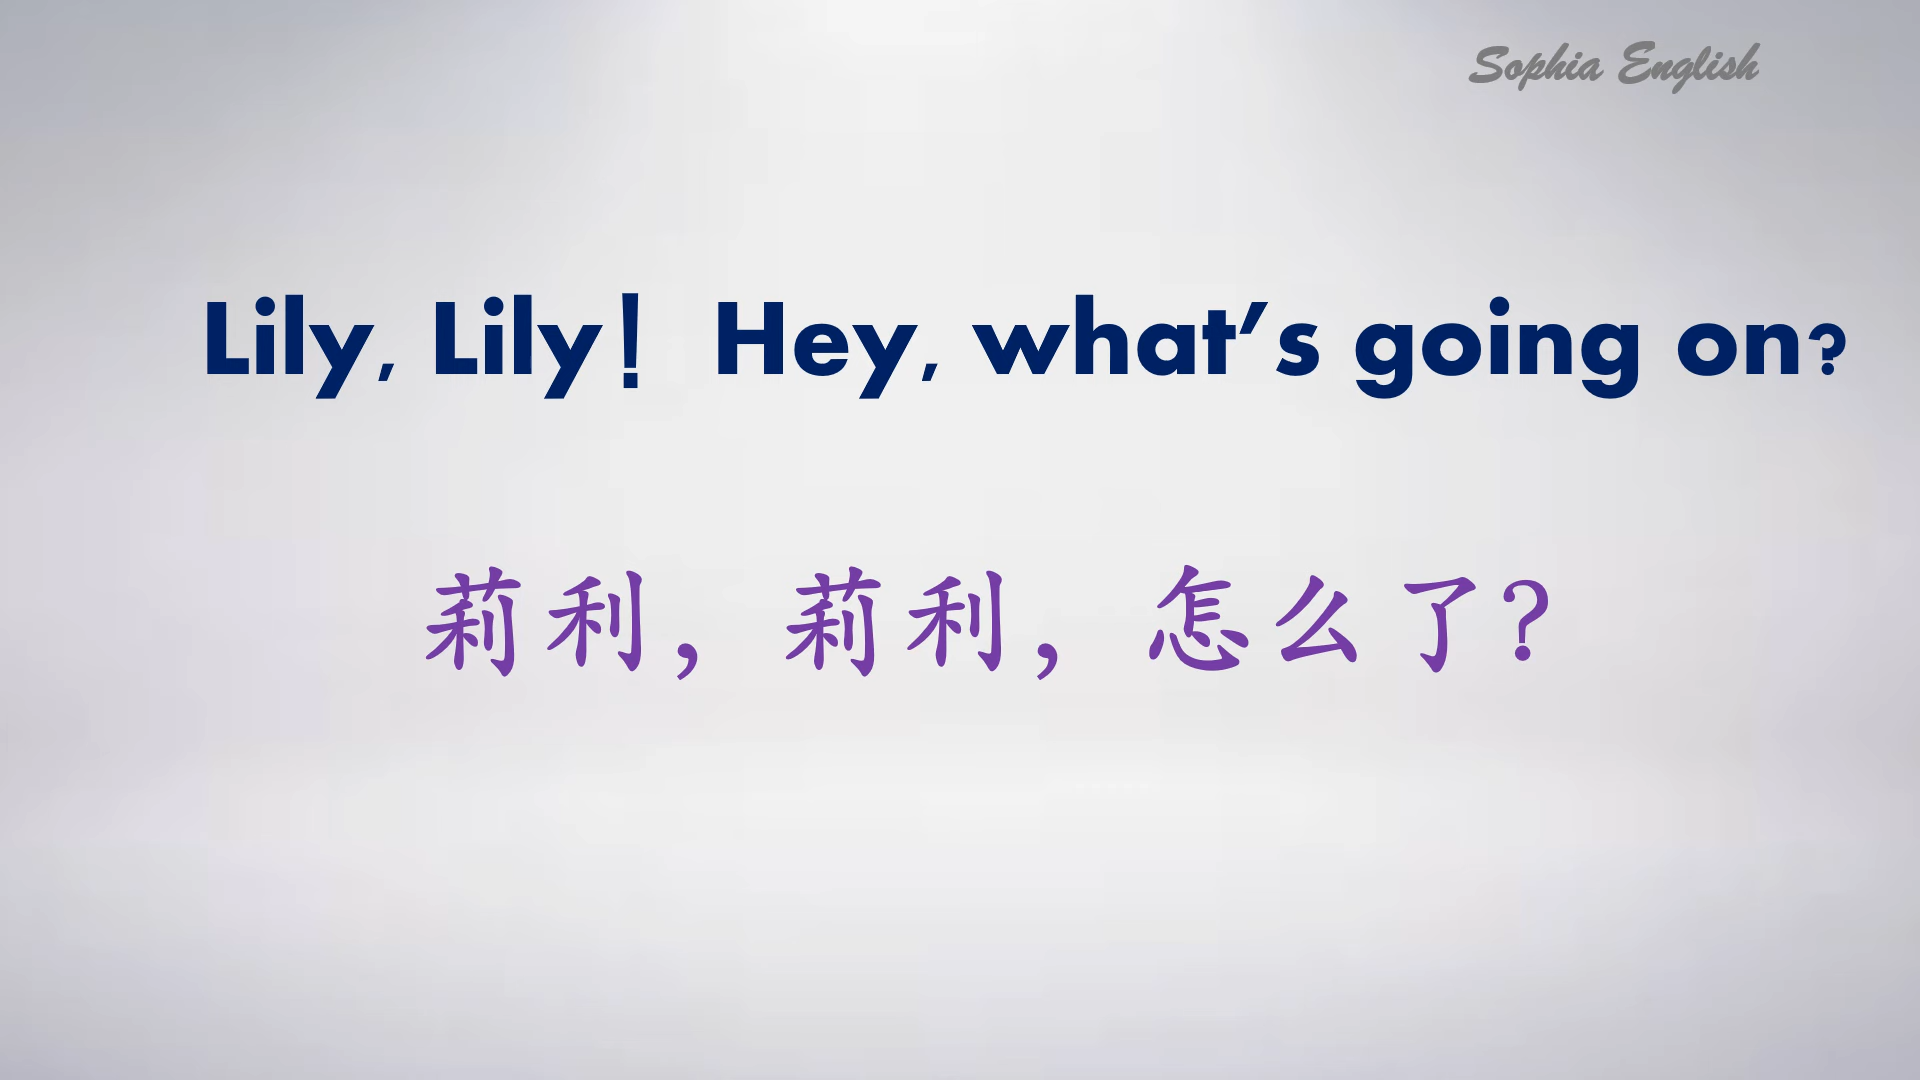 Sophia English
Lily, Lily！Hey, what’s going on?
莉利，莉利，怎么了?